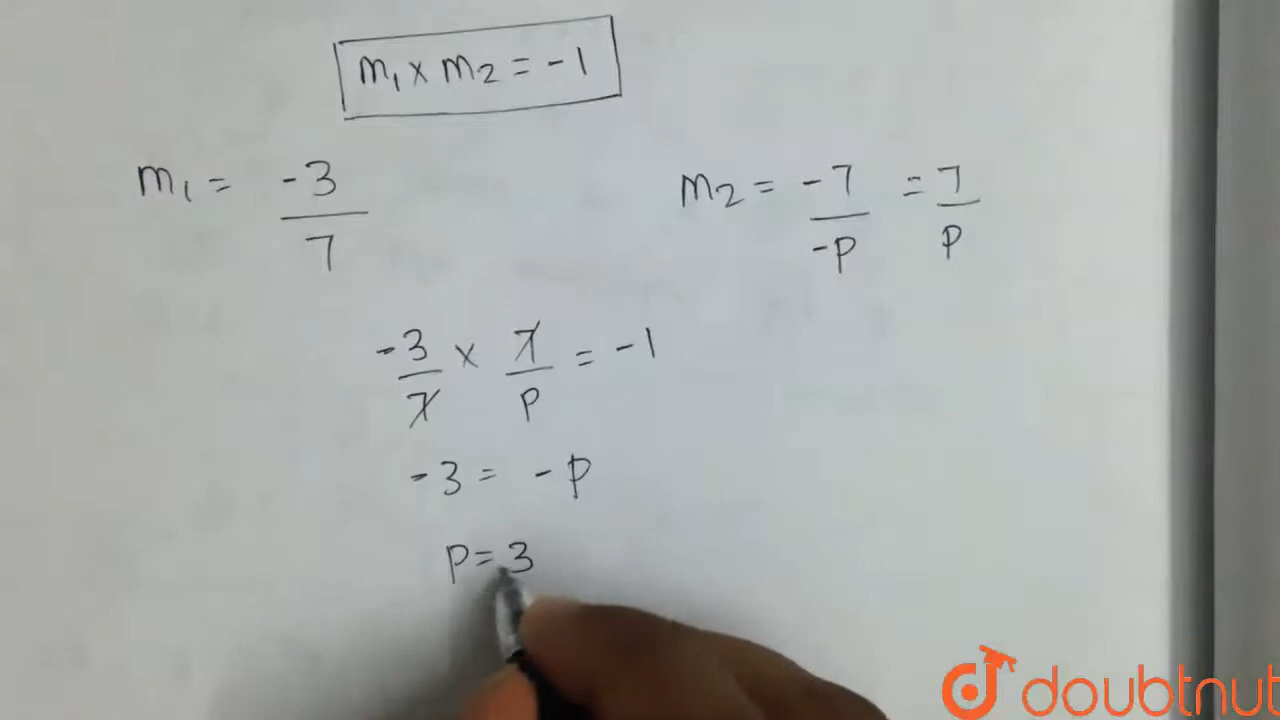 m₁ × m₂ = -1
m₁ = -3/7
m₂ = -7/-p = 7/p
-3/7 × 7/p = -1
-3 = -p
p = 3
doubtnut